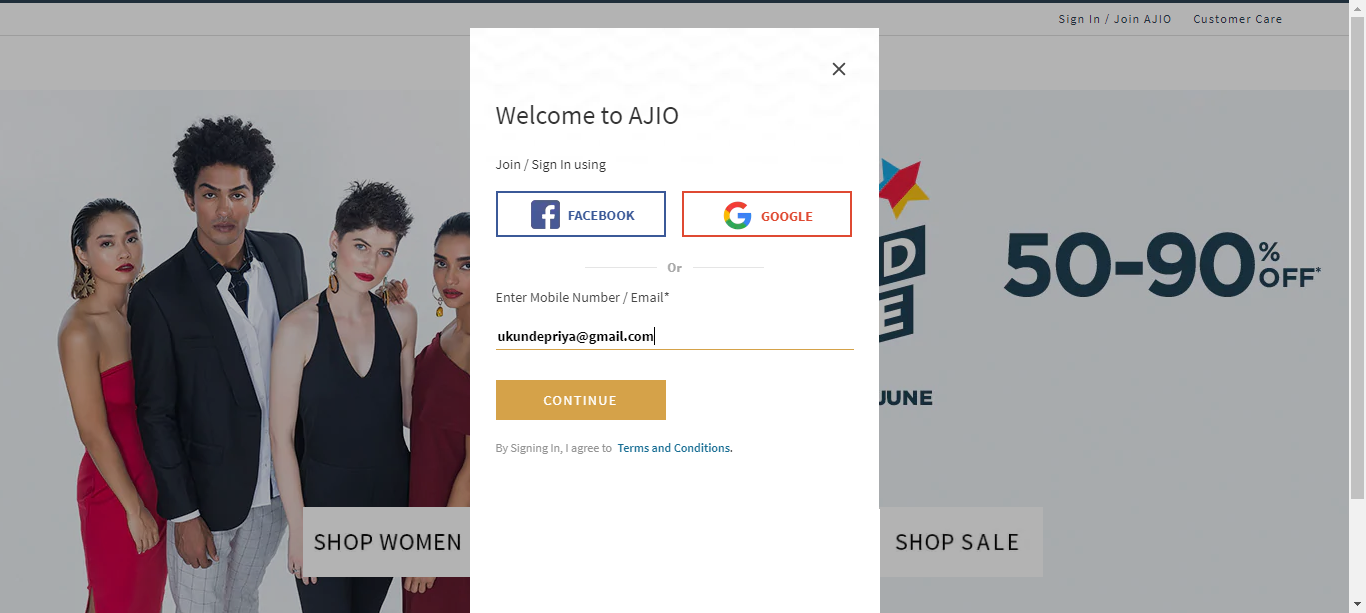 Sign In / Join AJIO
Customer Care
Welcome to AJIO
Join / Sign In using
FACEBOOK
GOOGLE
Or
Enter Mobile Number / Email*
ukundepriya@gmail.com
CONTINUE
By Signing In, I agree to Terms and Conditions.
D
E
50-90% OFF*
JUNE
SHOP WOMEN
SHOP SALE